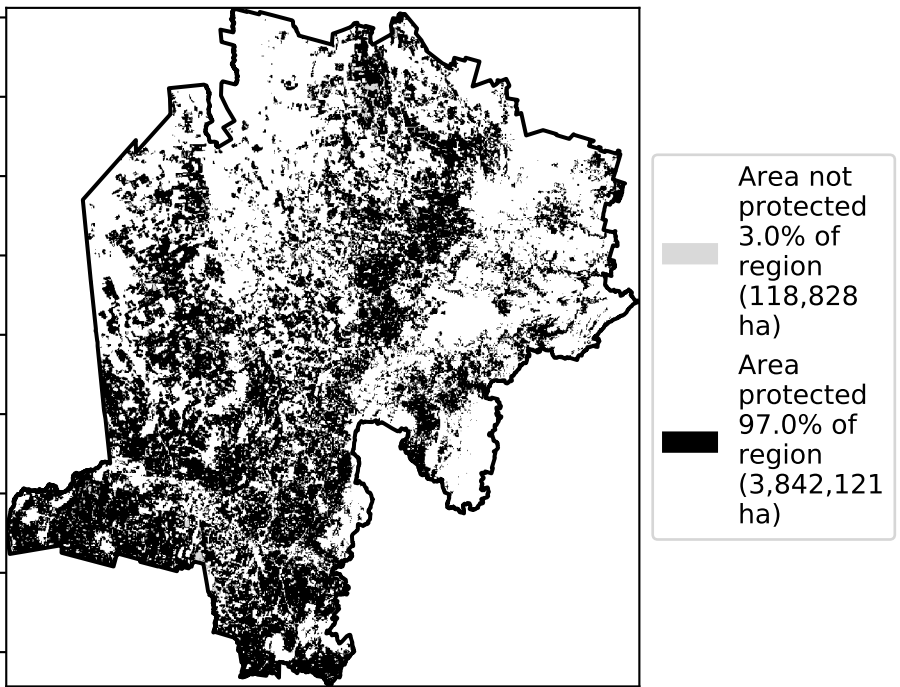 Area not
protected
3.0% of
region
(118,828
ha)
Area
protected
97.0% of
region
(3,842,121
ha)